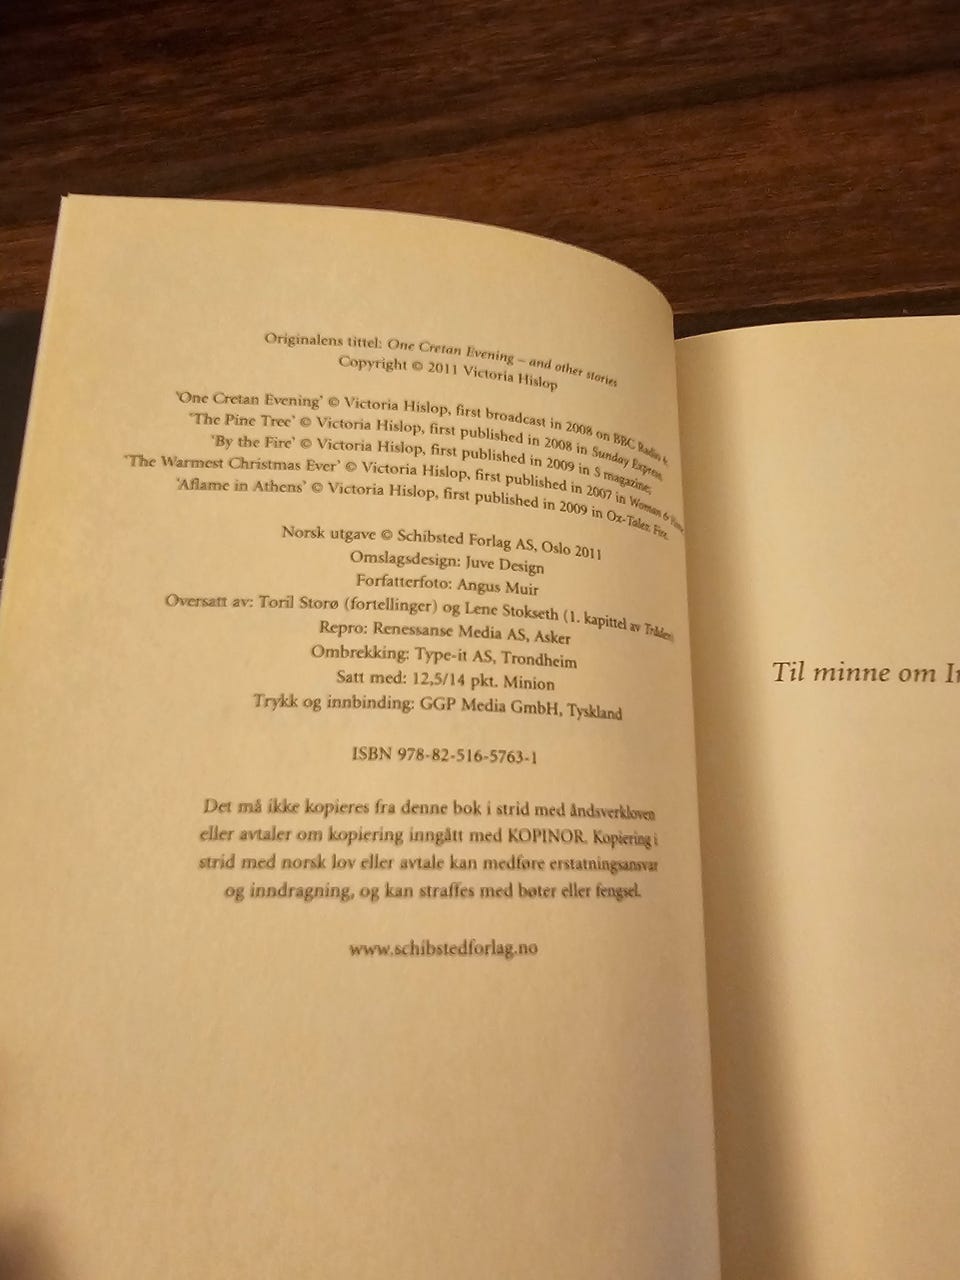 Originalens tittel: One Cretan Evening – and other stories
Copyright © 2011 Victoria Hislop
'One Cretan Evening' © Victoria Hislop, first broadcast in 2008 on BBC Radio 4;
'The Pine Tree' © Victoria Hislop, first published in 2008 in Sunday Express;
'By the Fire' © Victoria Hislop, first published in 2009 in S magazine;
'The Warmest Christmas Ever' © Victoria Hislop, first published in 2007 in Woman &
'Aflame in Athens' © Victoria Hislop, first published in 2009 in Ox-Tales: Fire.
Norsk utgave © Schibsted Forlag AS, Oslo 2011
Omslagsdesign: Juve Design
Forfatterfoto: Angus Muir
Oversatt av: Toril Storø (fortellinger) og Lene Stokseth (1. kapittel av Tråden)
Repro: Renessanse Media AS, Asker
Ombrekking: Type-it AS, Trondheim
Satt med: 12,5/14 pkt. Minion
Trykk og innbinding: GGP Media GmbH, Tyskland
ISBN 978-82-516-5763-1
Det må ikke kopieres fra denne bok i strid med åndsverkloven
eller avtaler om kopiering inngått med KOPINOR. Kopiering i
strid med norsk lov eller avtale kan medføre erstatningsansvar
og inndragning, og kan straffes med bøter eller fengsel.
www.schibstedforlag.no
Til minne om